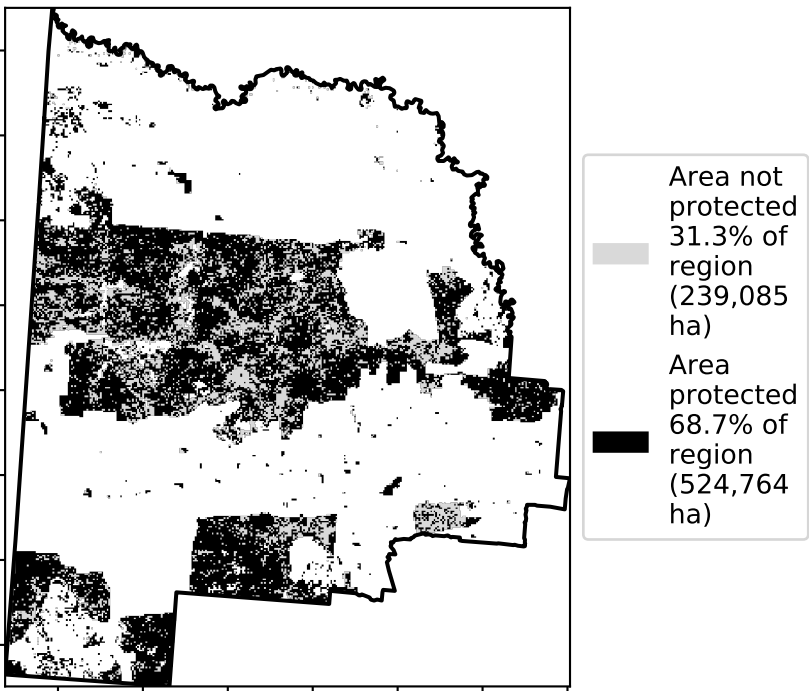 Area not
protected
31.3% of
region
(239,085
ha)
Area
protected
68.7% of
region
(524,764
ha)